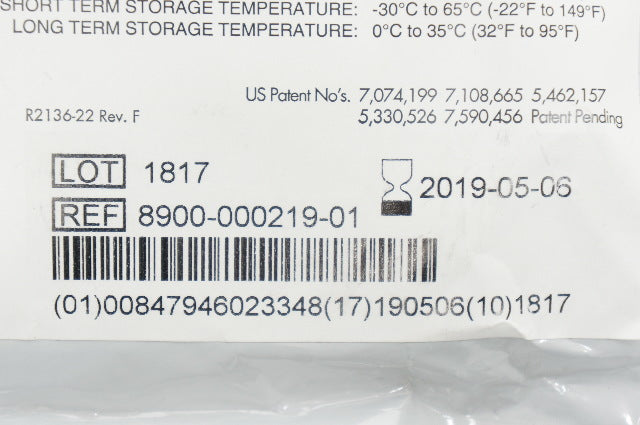 SHORT TERM STORAGE TEMPERATURE: -30°C to 65°C (-22°F to 149°F)
LONG TERM STORAGE TEMPERATURE: 0°C to 35°C (32°F to 95°F)
US Patent No's. 7,074,199 7,108,665 5,462,157
R2136-22 Rev. F 5,330,526 7,590,456 Patent Pending
LOT 1817
2019-05-06
REF 8900-000219-01
(01)00847946023348(17)190506(10)1817